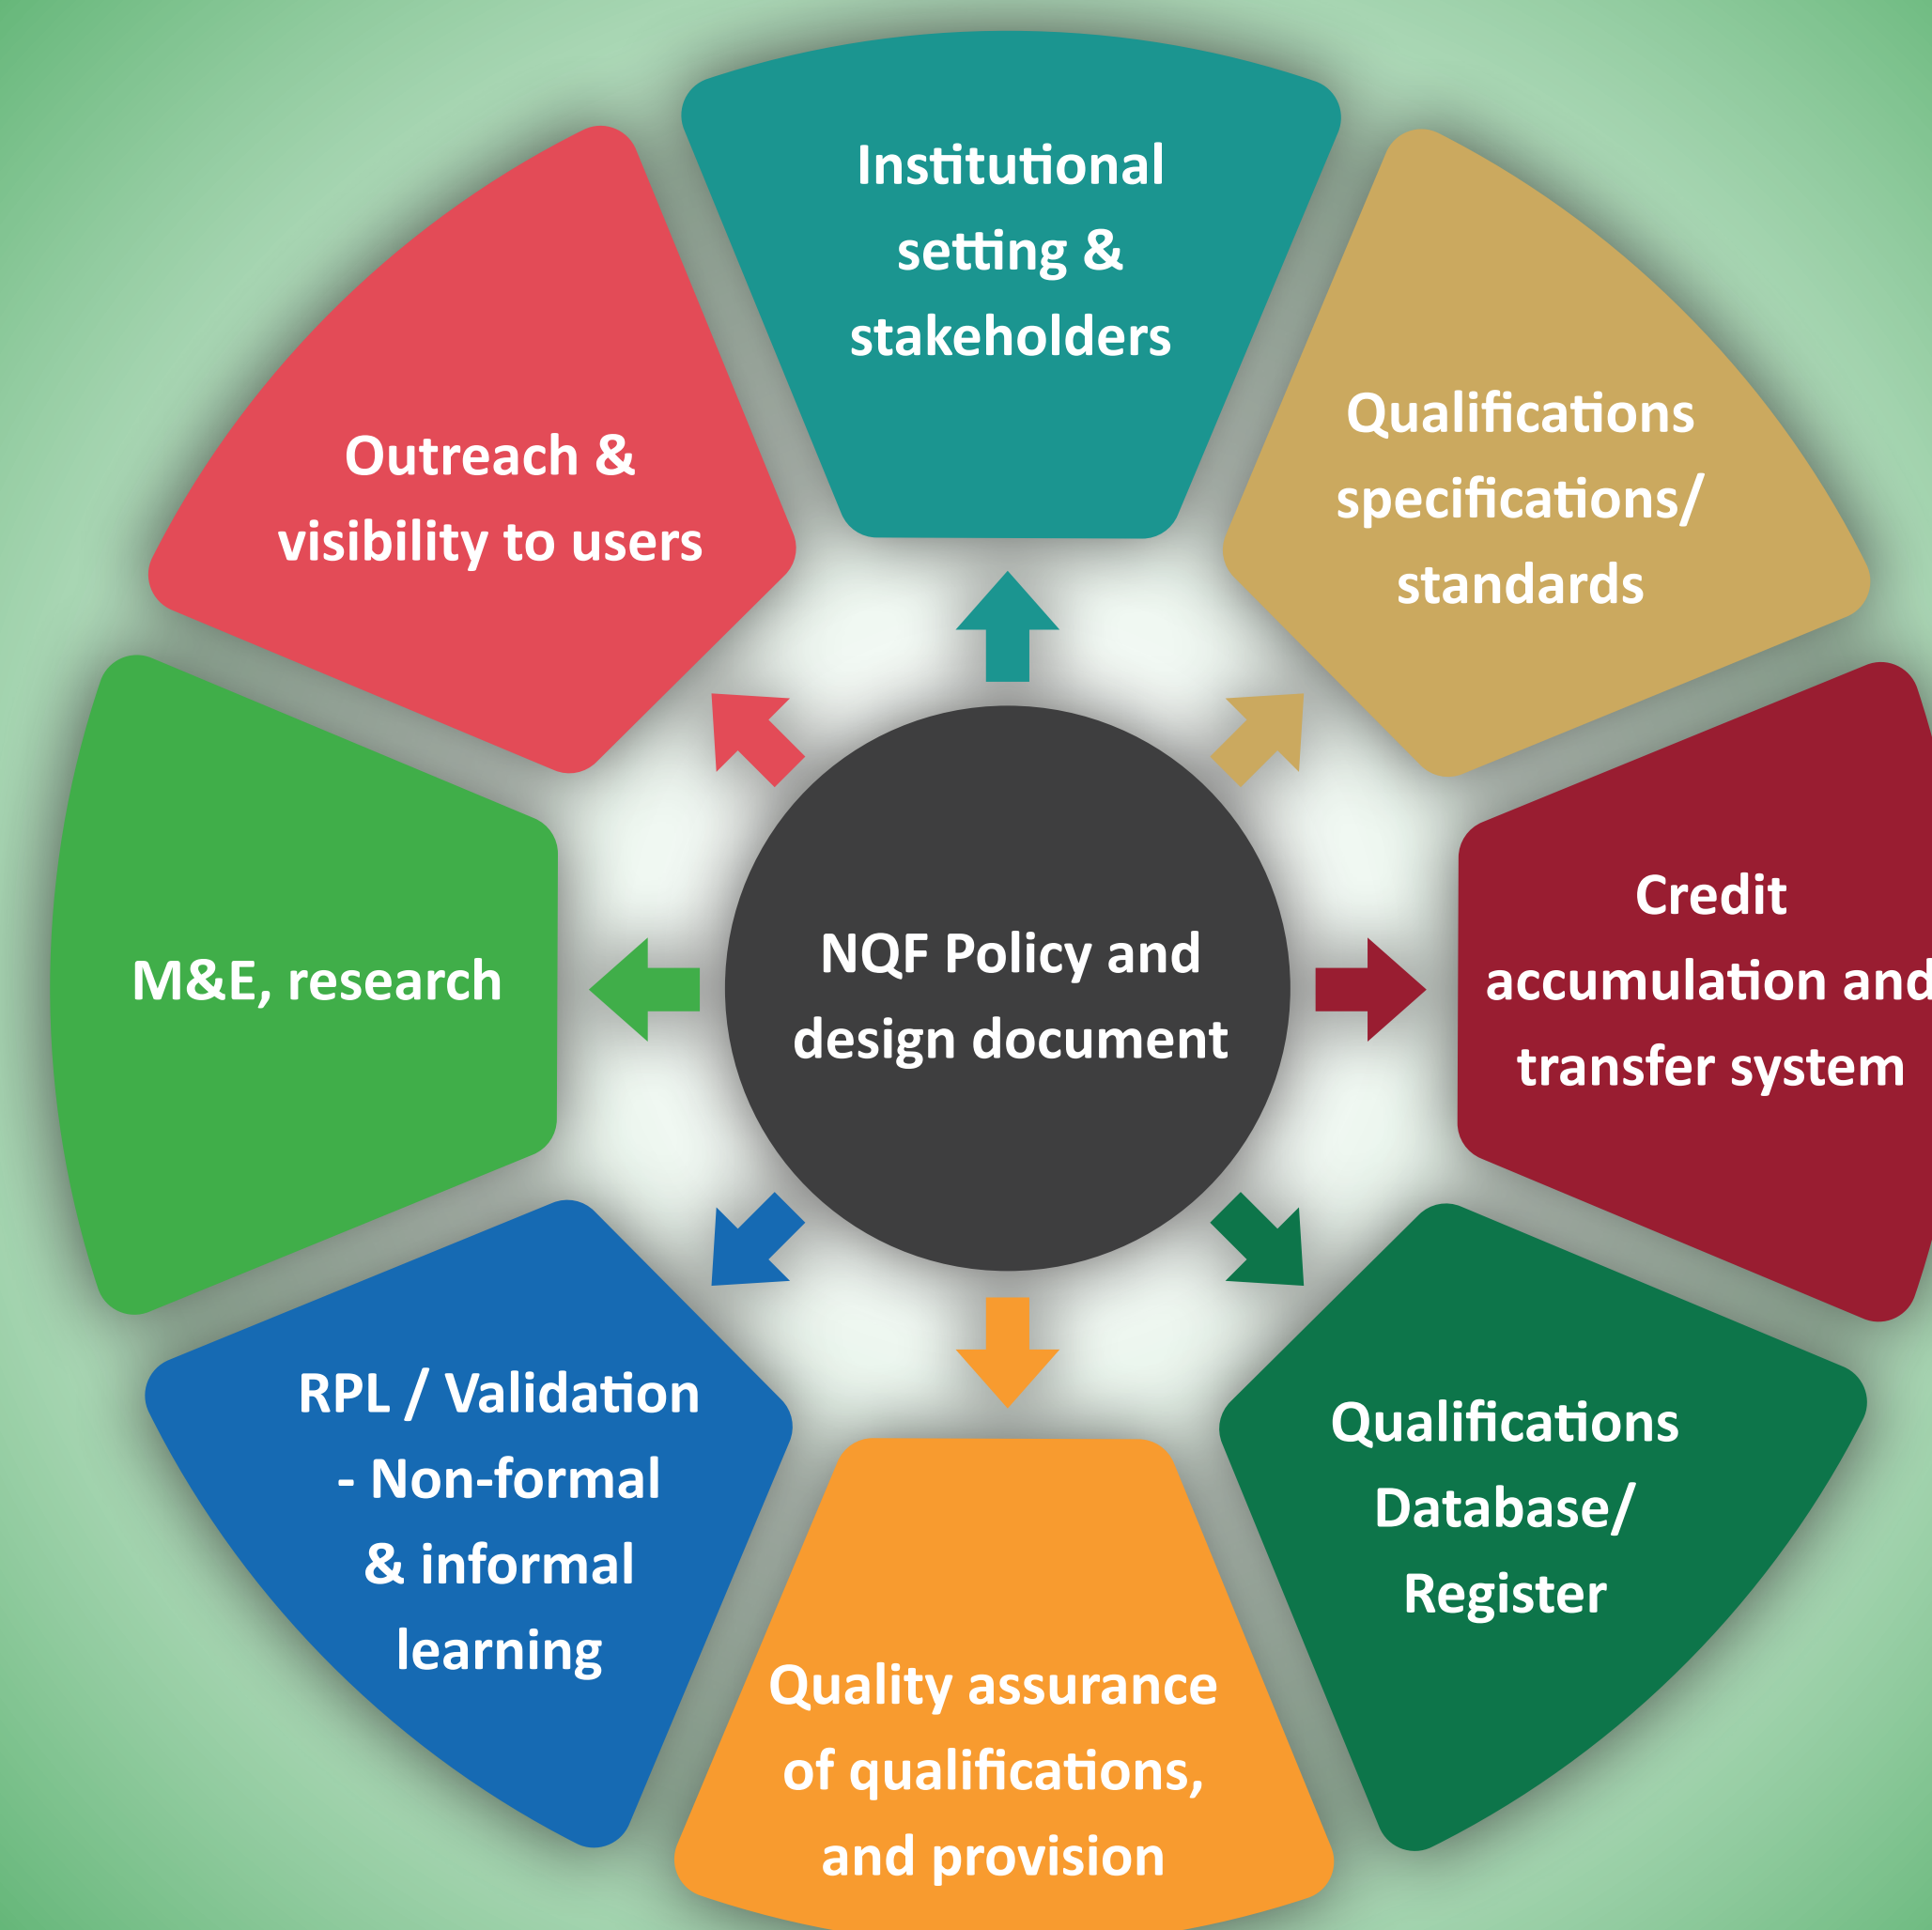 Institutional
setting &
stakeholders
Qualifications
specifications/
standards
Credit
accumulation and
transfer system
Qualifications
Database/
Register
Quality assurance
of qualifications,
and provision
RPL / Validation
- Non-formal
& informal
learning
M&E, research
Outreach &
visibility to users
NQF Policy and
design document